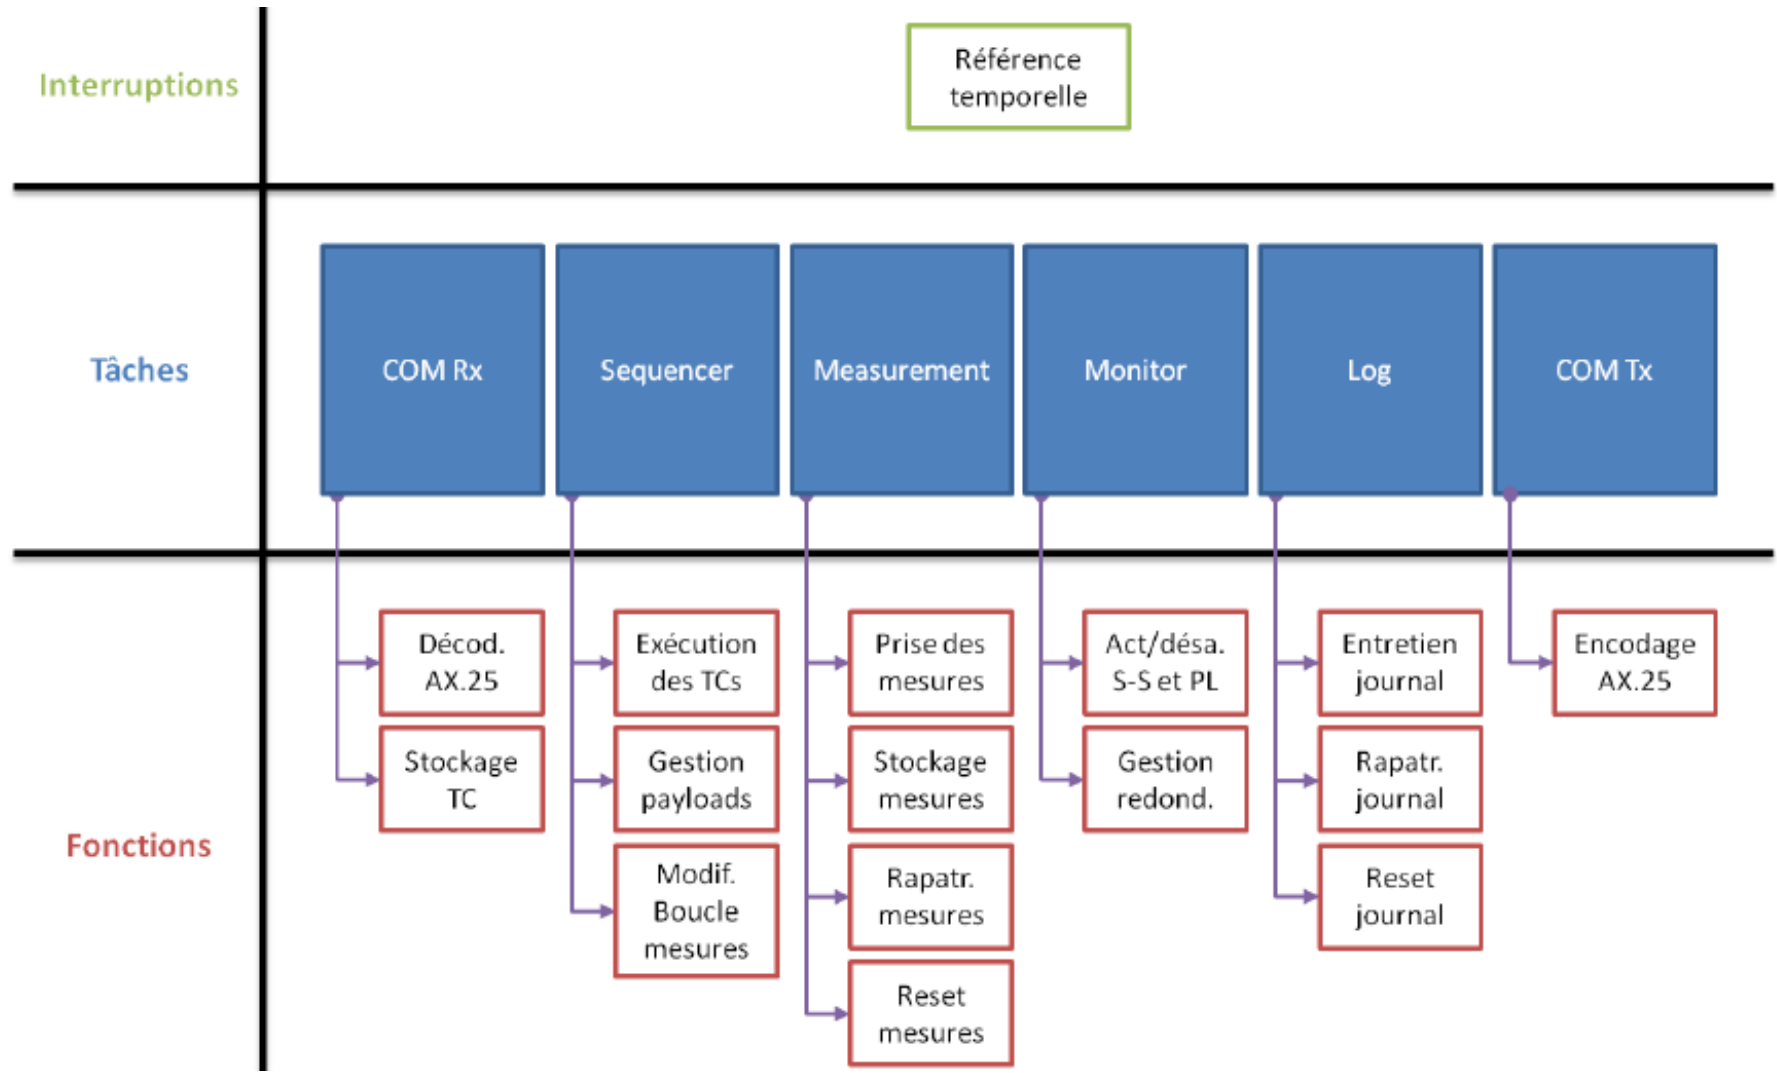 Interruptions
Référence
temporelle
Tâches
COM Rx
Sequencer
Measurement
Monitor
Log
COM Tx
Fonctions
Décod.
AX.25
Stockage
TC
Exécution
des TCs
Gestion
payloads
Modif.
Boucle
mesures
Prise des
mesures
Stockage
mesures
Rapatr.
mesures
Reset
mesures
Act/désa.
S-S et PL
Gestion
redond.
Entretien
journal
Rapatr.
journal
Reset
journal
Encodage
AX.25